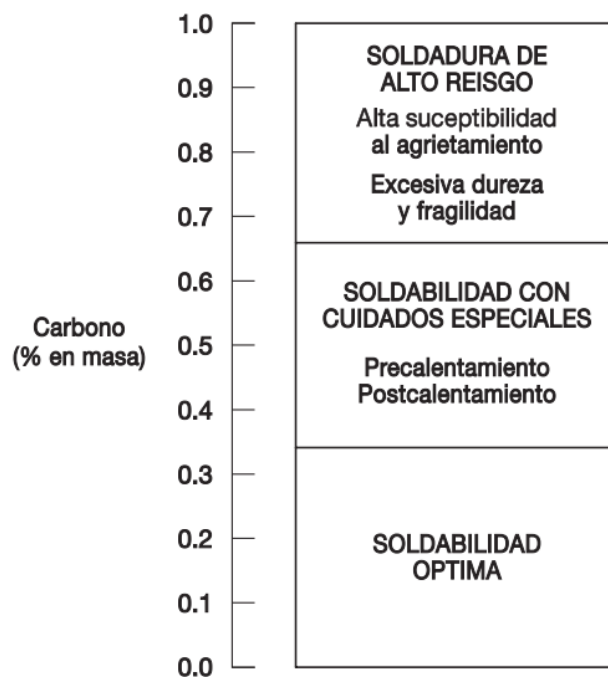 1.0
0.9
0.8
0.7
0.6
0.5
0.4
0.3
0.2
0.1
0.0
Carbono
(% en masa)
SOLDADURA DE
ALTO REISGO
Alta suceptibilidad
al agrietamiento
Excesiva dureza
y fragilidad
SOLDABILIDAD CON
CUIDADOS ESPECIALES
Precalentamiento
Postcalentamiento
SOLDABILIDAD
OPTIMA